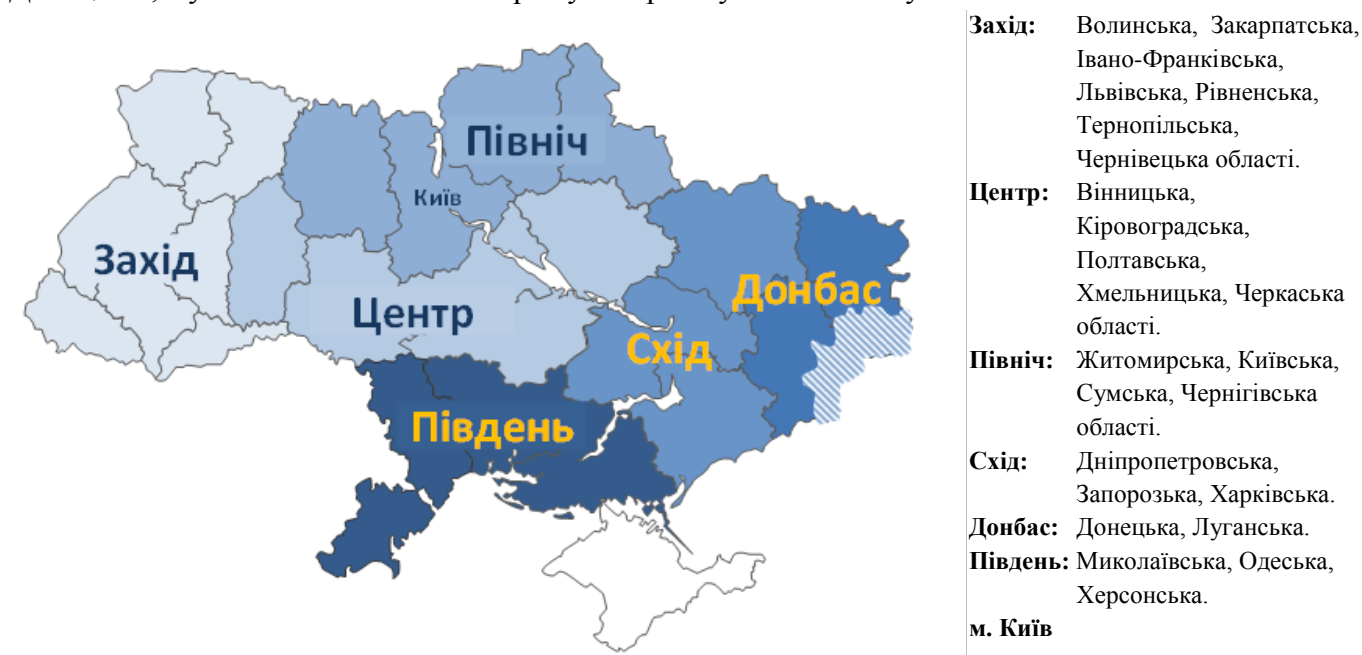 Північ
Київ
Захід
Донбас
Центр
Схід
Південь
Захід: Волинська, Закарпатська,
Івано-Франківська,
Львівська, Рівненська,
Тернопільська,
Чернівецька області.
Центр: Вінницька,
Кіровоградська,
Полтавська,
Хмельницька, Черкаська
області.
Північ: Житомирська, Київська,
Сумська, Чернігівська
області.
Схід: Дніпропетровська,
Запорозька, Харківська.
Донбас: Донецька, Луганська.
Південь: Миколаївська, Одеська,
Херсонська.
м. Київ